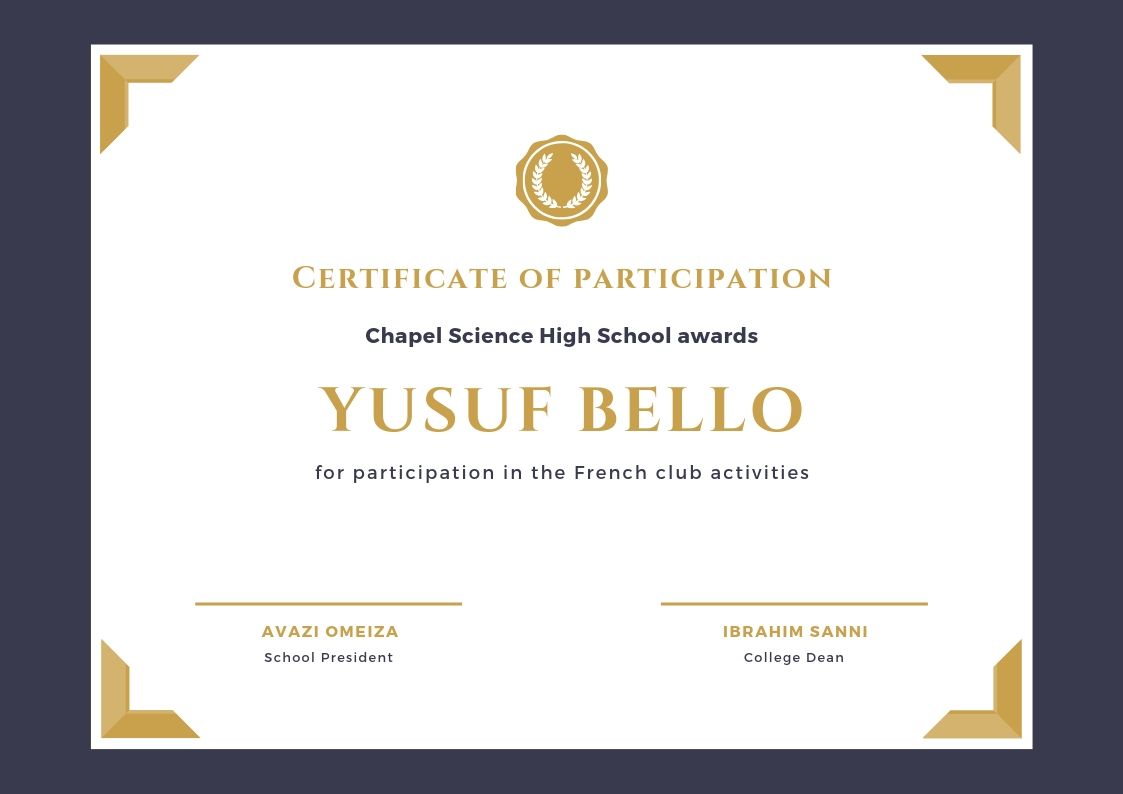 Certificate of participation
Chapel Science High School awards
YUSUF BELLO
for participation in the French club activities
AVAZI OMEIZA
School President
IBRAHIM SANNI
College Dean